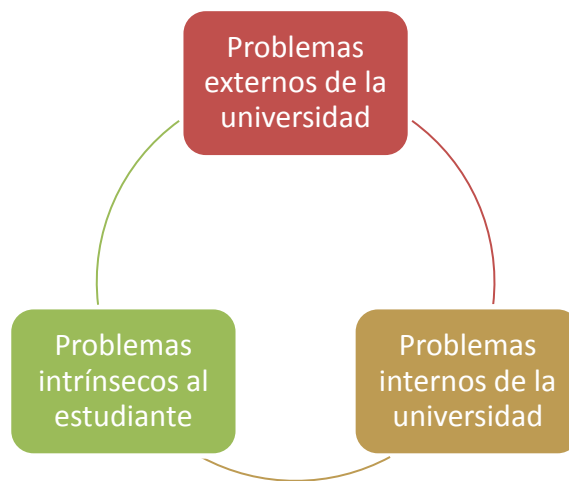 Problemas
externos de la
universidad
Problemas
intrínsecos al
estudiante
Problemas
internos de la
universidad